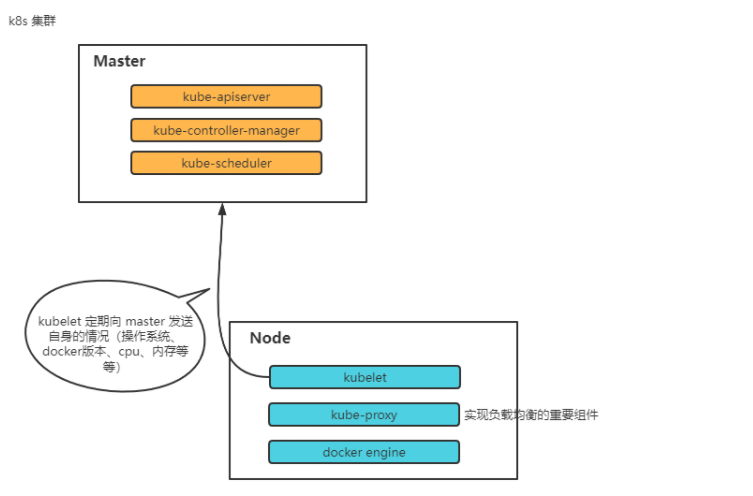 k8s 集群
Master
kube-apiserver
kube-controller-manager
kube-scheduler
kubelet 定期向 master 发送
自身的情况（操作系统、
docker版本、cpu、内存等
等）
Node
kubelet
kube-proxy
实现负载均衡的重要组件
docker engine